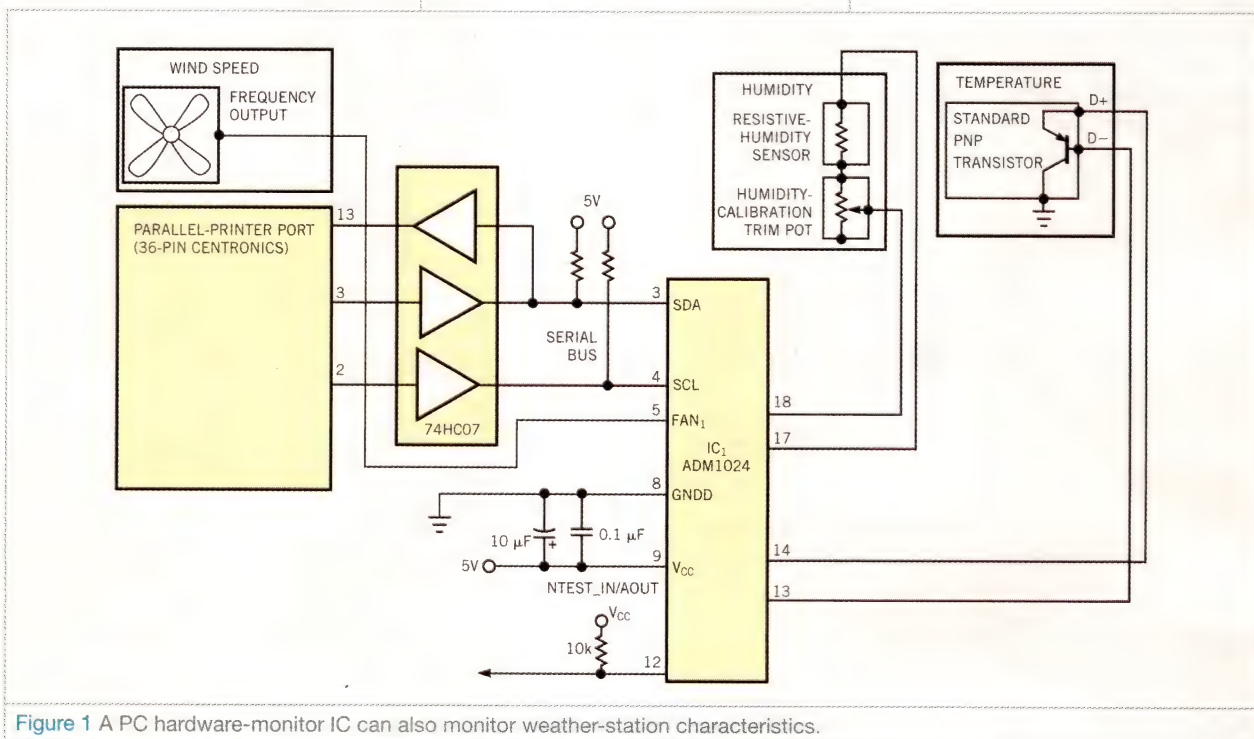 WIND SPEED
FREQUENCY
OUTPUT
PARALLEL-PRINTER PORT
(36-PIN CENTRONICS)
13
3
2
74HC07
5V
SERIAL
BUS
HUMIDITY
RESISTIVE-
HUMIDITY
SENSOR
HUMIDITY-
CALIBRATION
TRIM POT
TEMPERATURE
STANDARD
PNP
TRANSISTOR
D+
D–
3
SDA
4
SCL
5
FAN₁
IC₁
ADM1024
18
17
8
GNDD
10 µF
+
0.1 µF
5V
9
VCC
14
13
NTEST_IN/AOUT
VCC
10k
12
Figure 1 A PC hardware-monitor IC can also monitor weather-station characteristics.